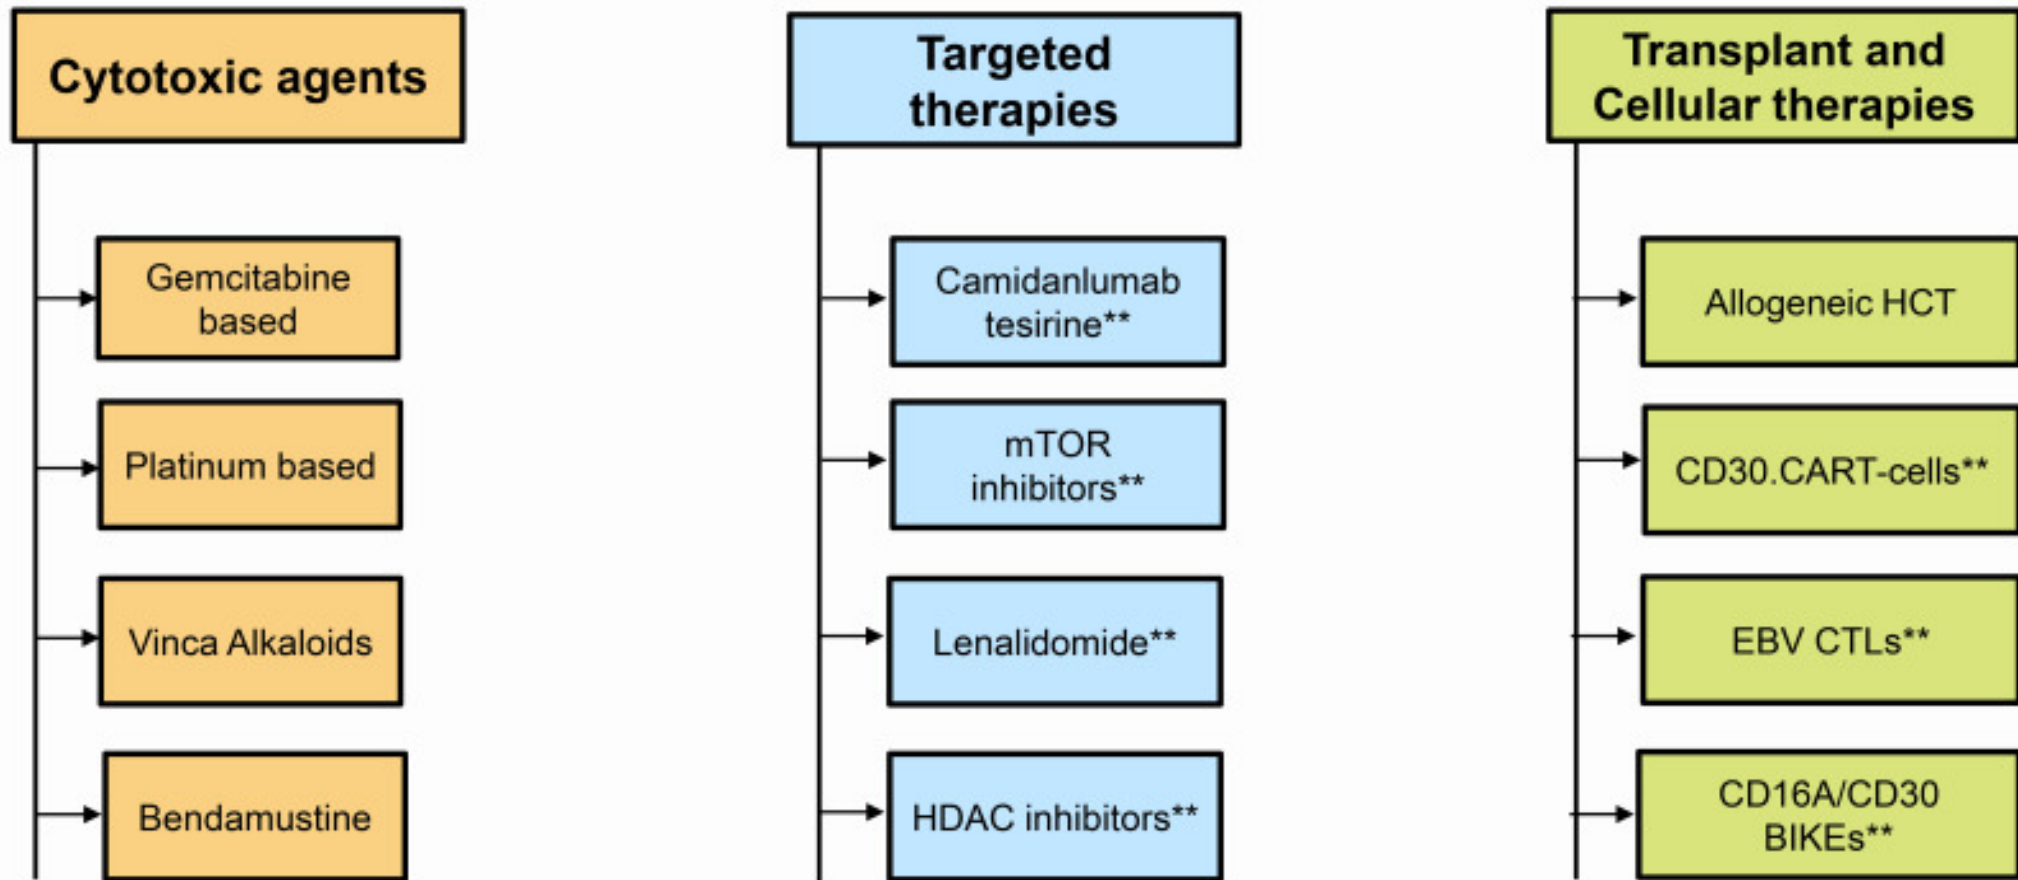 Cytotoxic agents
Gemcitabine
based
Platinum based
Vinca Alkaloids
Bendamustine
Targeted
therapies
Camidanlumab
tesirine**
mTOR
inhibitors**
Lenalidomide**
HDAC inhibitors**
Transplant and
Cellular therapies
Allogeneic HCT
CD30.CART-cells**
EBV CTLs**
CD16A/CD30
BIKEs**